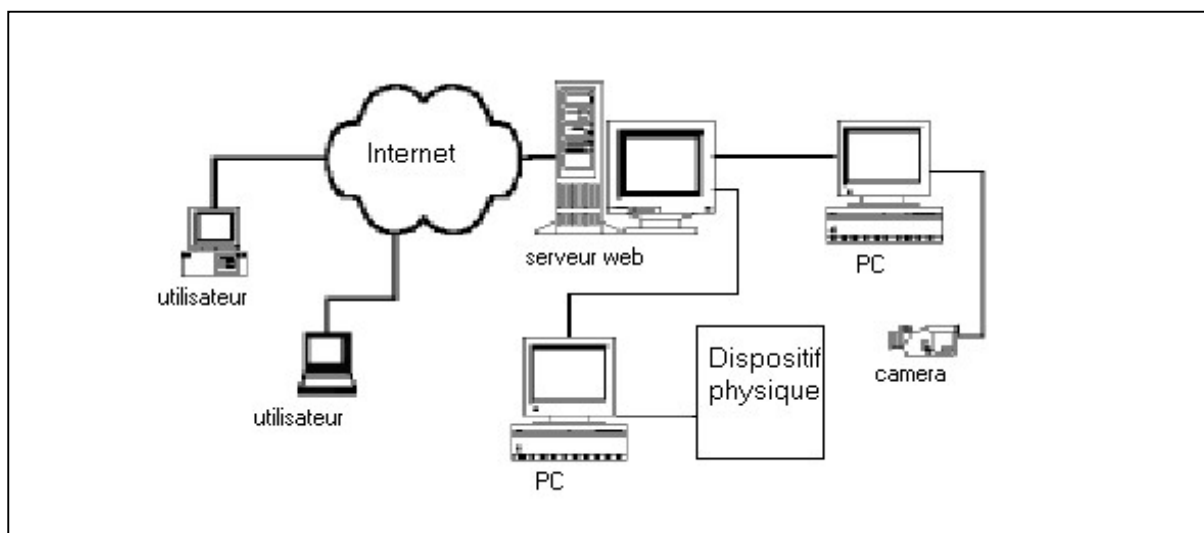 Internet
serveur web
PC
utilisateur
camera
Dispositif
physique
utilisateur
PC